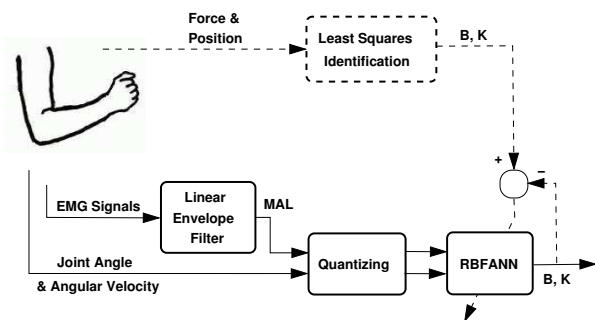 Force &
Position
Least Squares
Identification
B, K
+
−
EMG Signals
Linear
Envelope
Filter
MAL
Joint Angle
& Angular Velocity
Quantizing
RBFANN
B, K